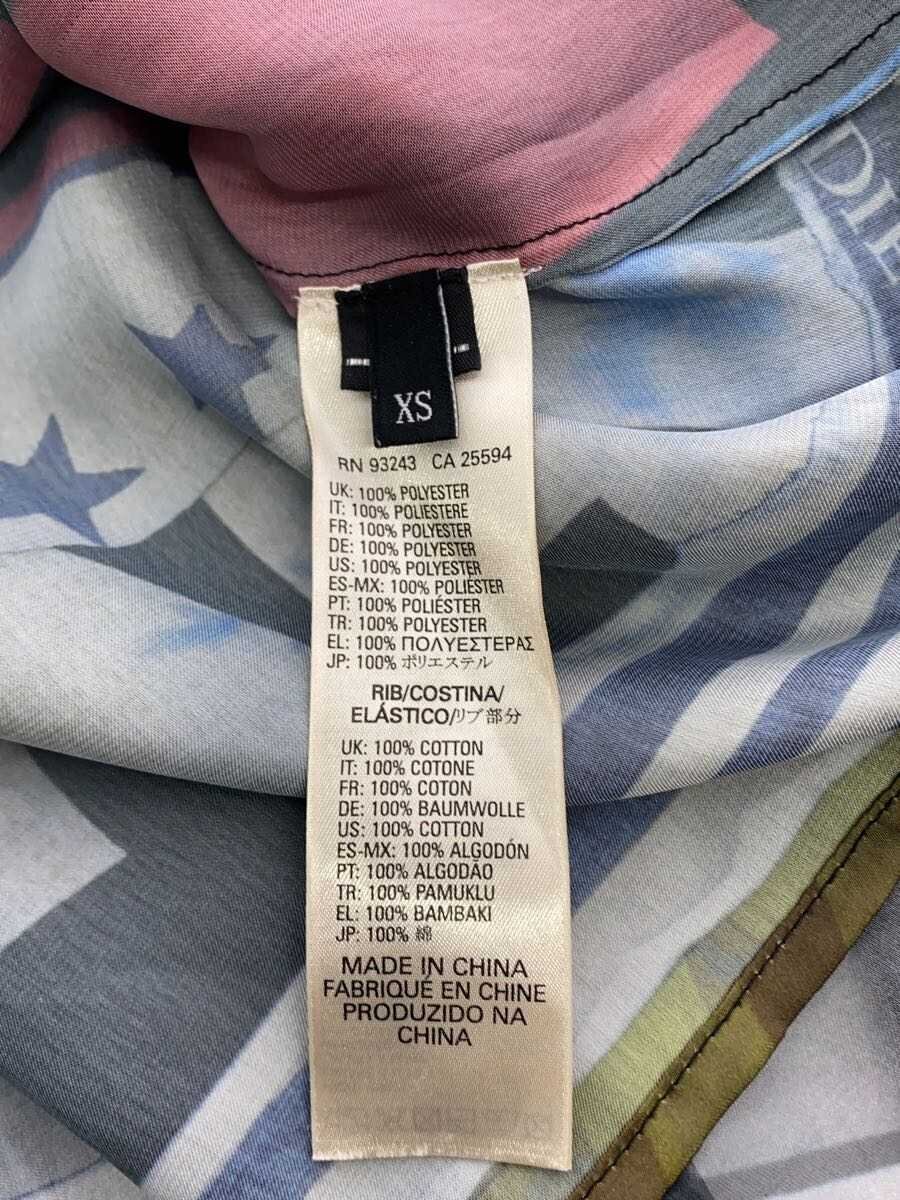 XS
RN 93243 CA 25594
UK: 100% POLYESTER
IT: 100% POLIESTERE
FR: 100% POLYESTER
DE: 100% POLYESTER
US: 100% POLYESTER
ES-MX: 100% POLIÉSTER
PT: 100% POLIÉSTER
TR: 100% POLYESTER
EL: 100% ΠΟΛΥΕΣΤΕΡΑΣ
JP: 100% ポリエステル
RIB/COSTINA/
ELÁSTICO/リブ部分
UK: 100% COTTON
IT: 100% COTONE
FR: 100% COTON
DE: 100% BAUMWOLLE
US: 100% COTTON
ES-MX: 100% ALGODÓN
PT: 100% ALGODÃO
TR: 100% PAMUKLU
EL: 100% BAMBAKI
JP: 100% 綿
MADE IN CHINA
FABRIQUÉ EN CHINE
PRODUZIDO NA
CHINA